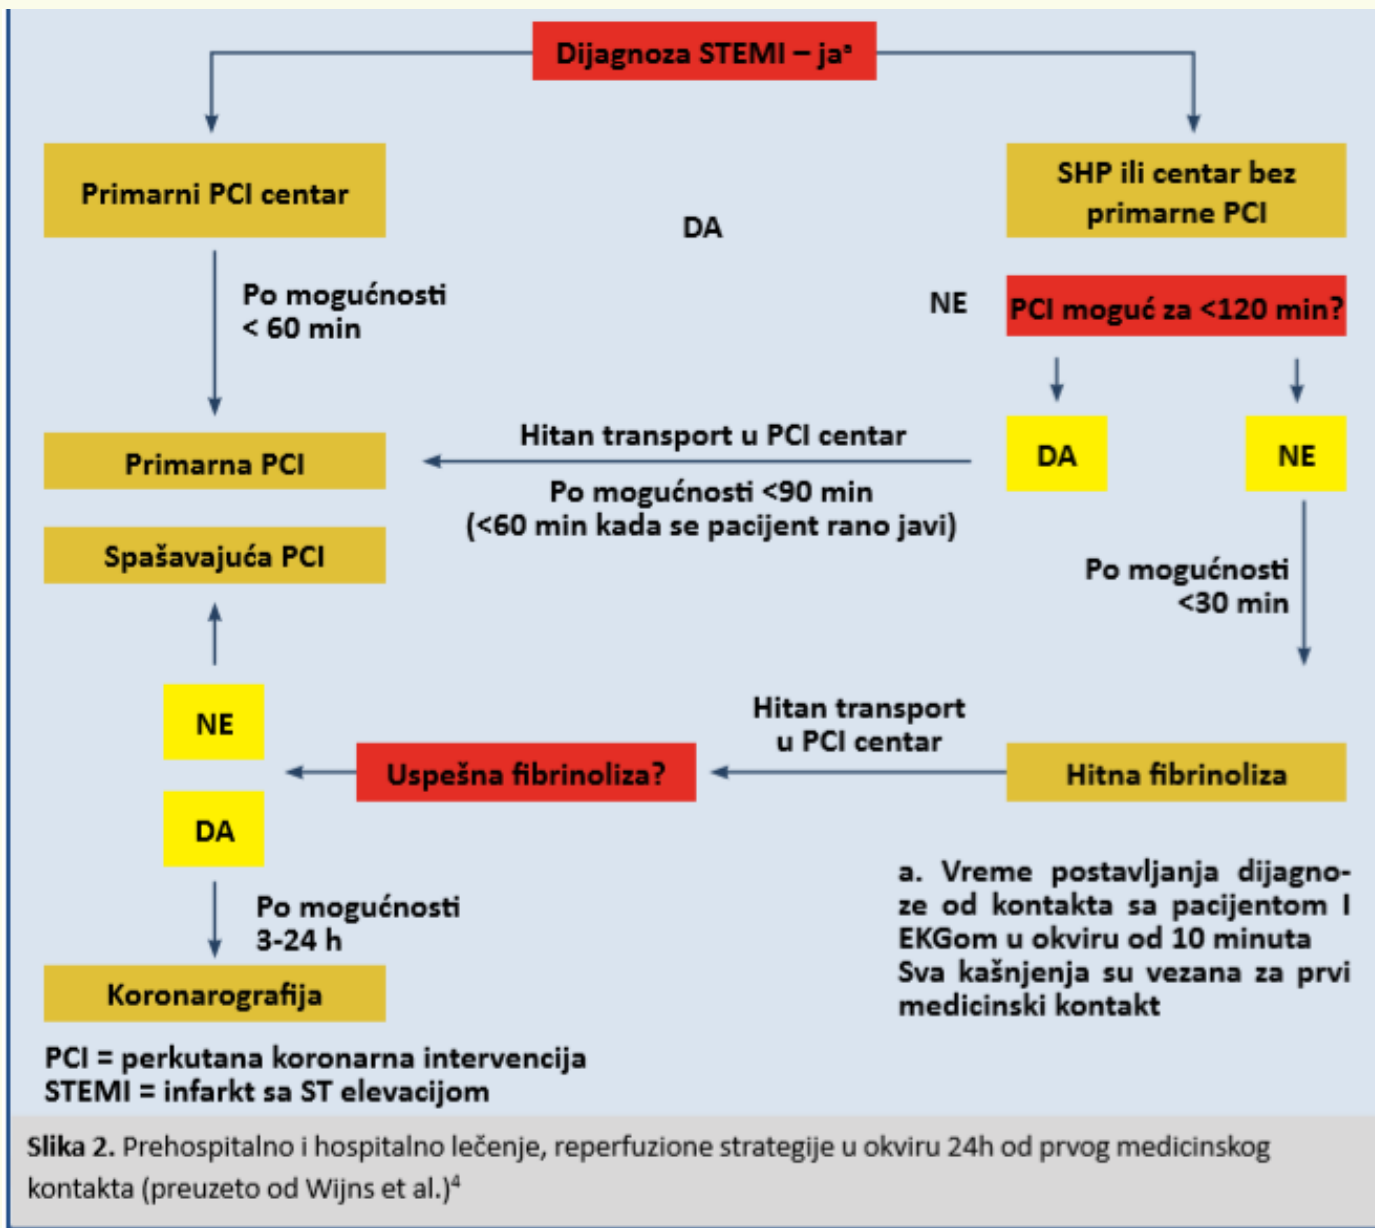 Dijagoza STEMI – jaᵃ
Primarni PCI centar
SHP ili centar bez
primarne PCI
DA
Po mogućnosti
< 60 min
NE
PCI moguć za <120 min?
Hitan transport u PCI centar
Primarna PCI
DA
NE
Po mogućnosti <90 min
(<60 min kada se pacijent rano javi)
Spašavajuća PCI
Po mogućnosti
<30 min
NE
Hitan transport
u PCI centar
Uspešna fibrinoliza?
Hitna fibrinoliza
DA
Po mogućnosti
3-24 h
Koronarografija
a. Vreme postavljanja dijagno-
ze od kontakta sa pacijentom I
EKGom u okviru od 10 minuta
Sva kašnjenja su vezana za prvi
medicinski kontakt
PCI = perkutana koronarna intervencija
STEMI = infarkt sa ST elevacijom
Slika 2. Prehospitalno i hospitalno lečenje, reperfuzione strategije u okviru 24h od prvog medicinskog
kontakta (preuzeto od Wijns et al.)⁴